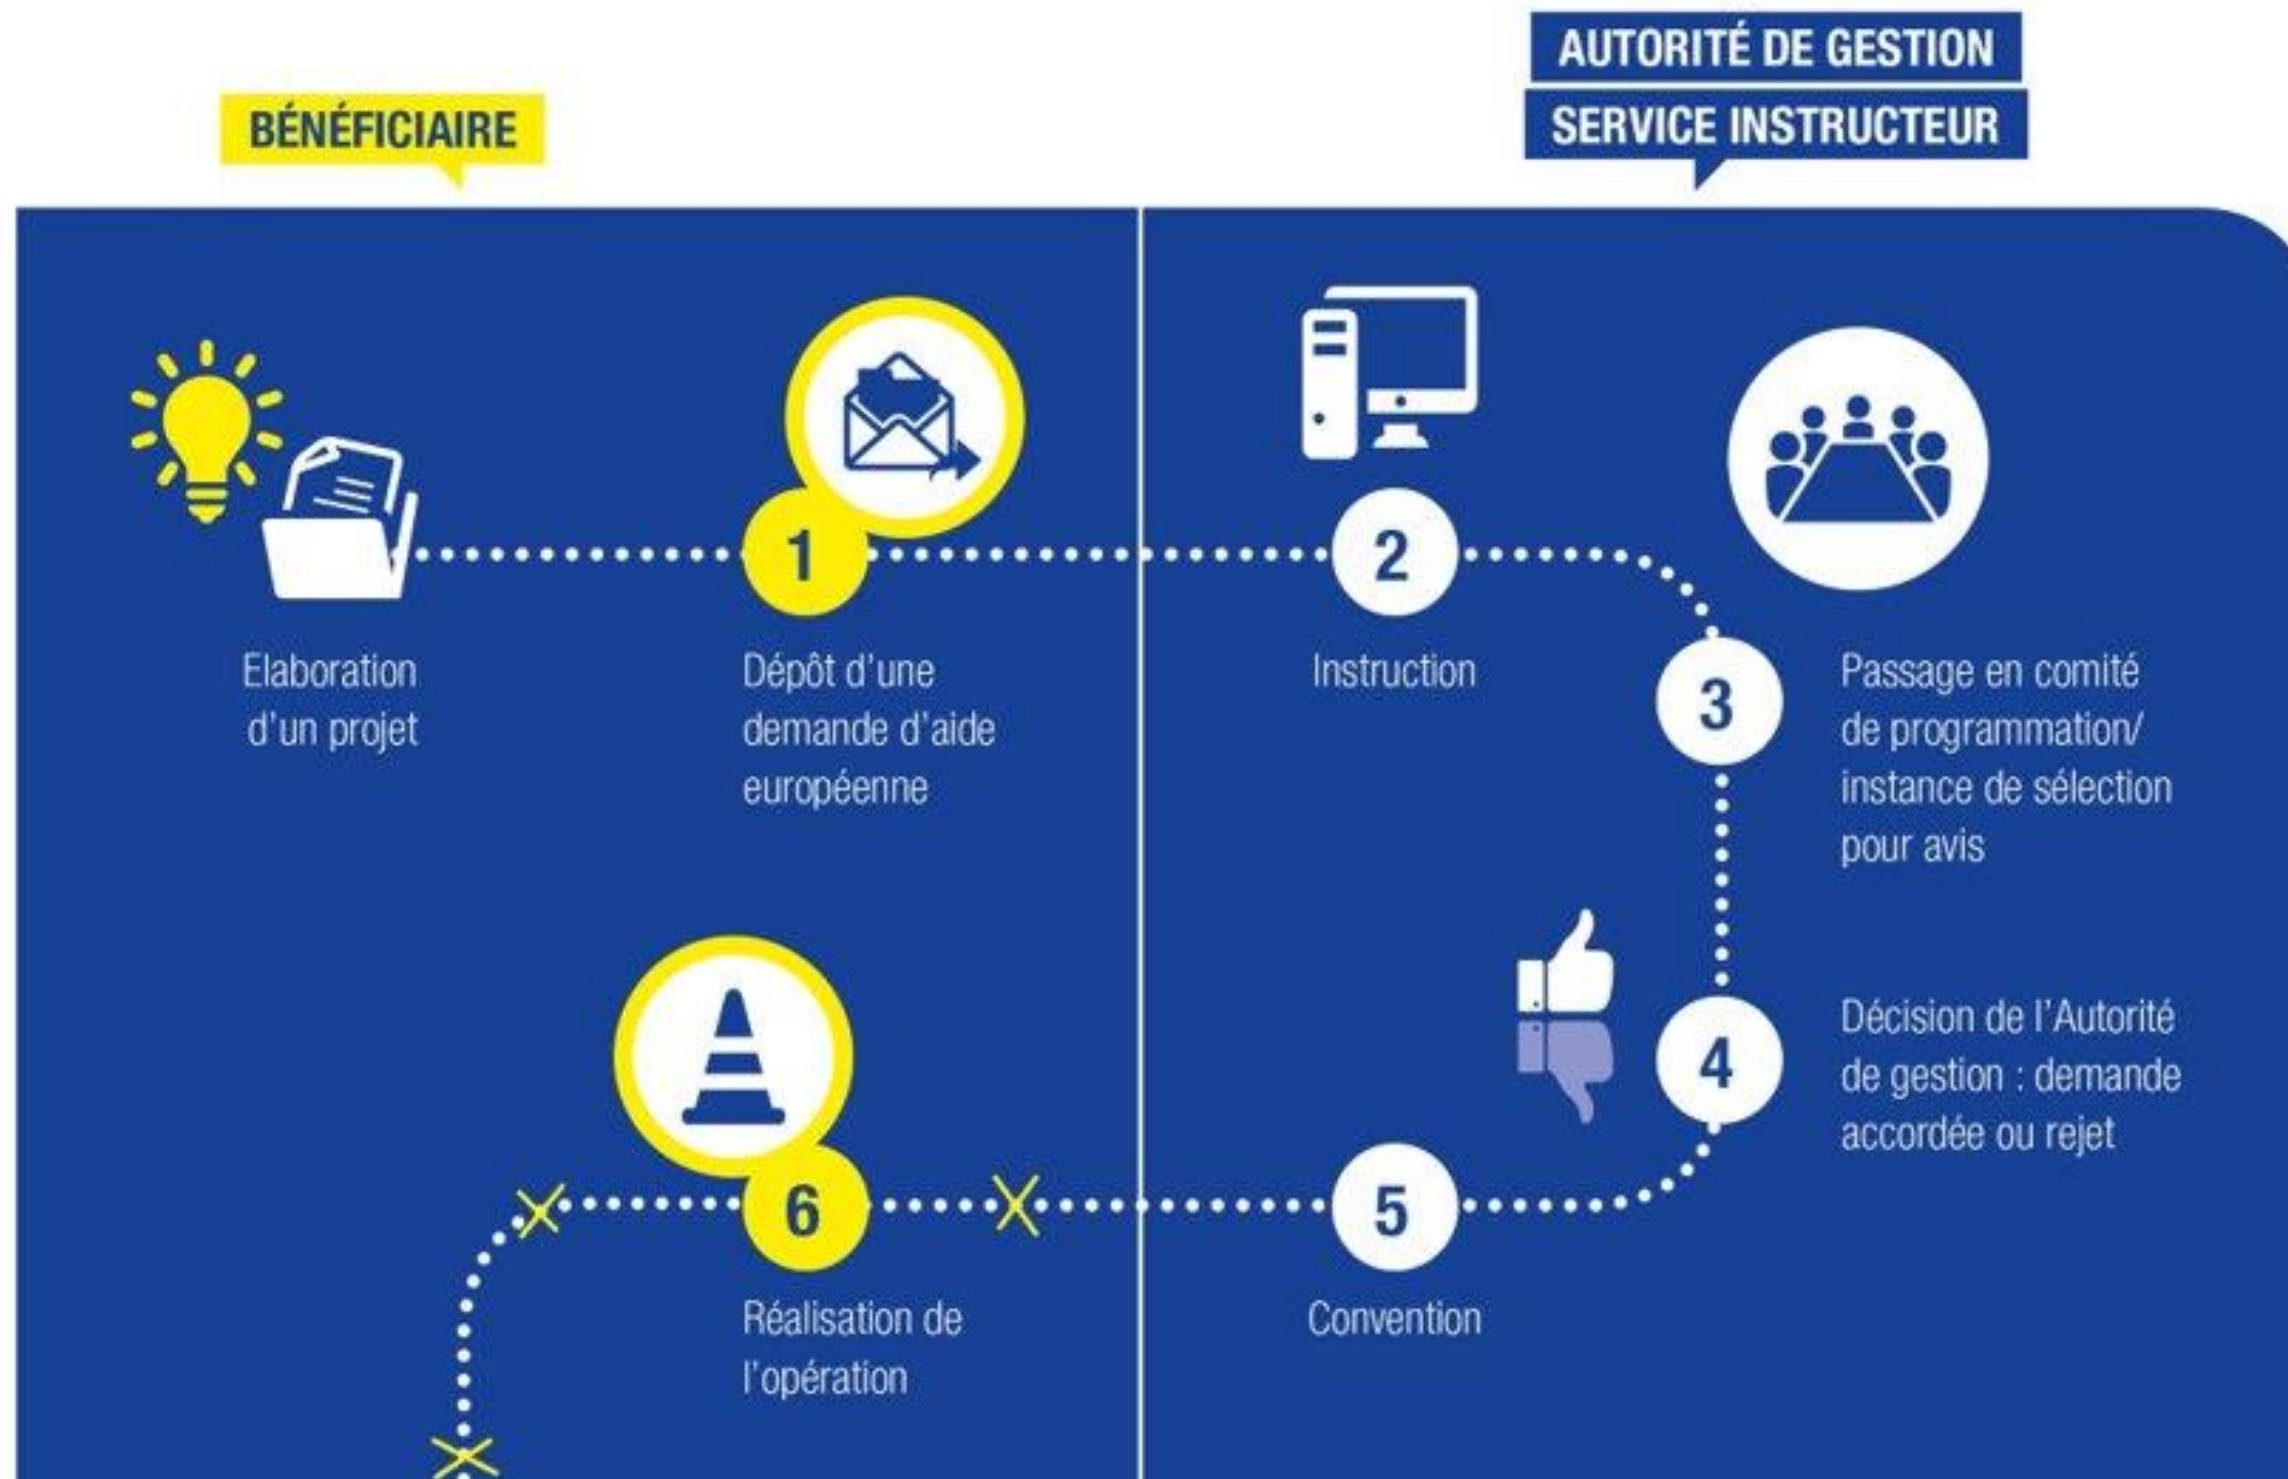 BÉNÉFICIAIRE
AUTORITÉ DE GESTION
SERVICE INSTRUCTEUR
Elaboration
d'un projet
1
Dépôt d'une
demande d'aide
européenne
2
Instruction
3
Passage en comité
de programmation/
instance de sélection
pour avis
4
Décision de l'Autorité
de gestion : demande
accordée ou rejet
5
Convention
6
Réalisation de
l'opération